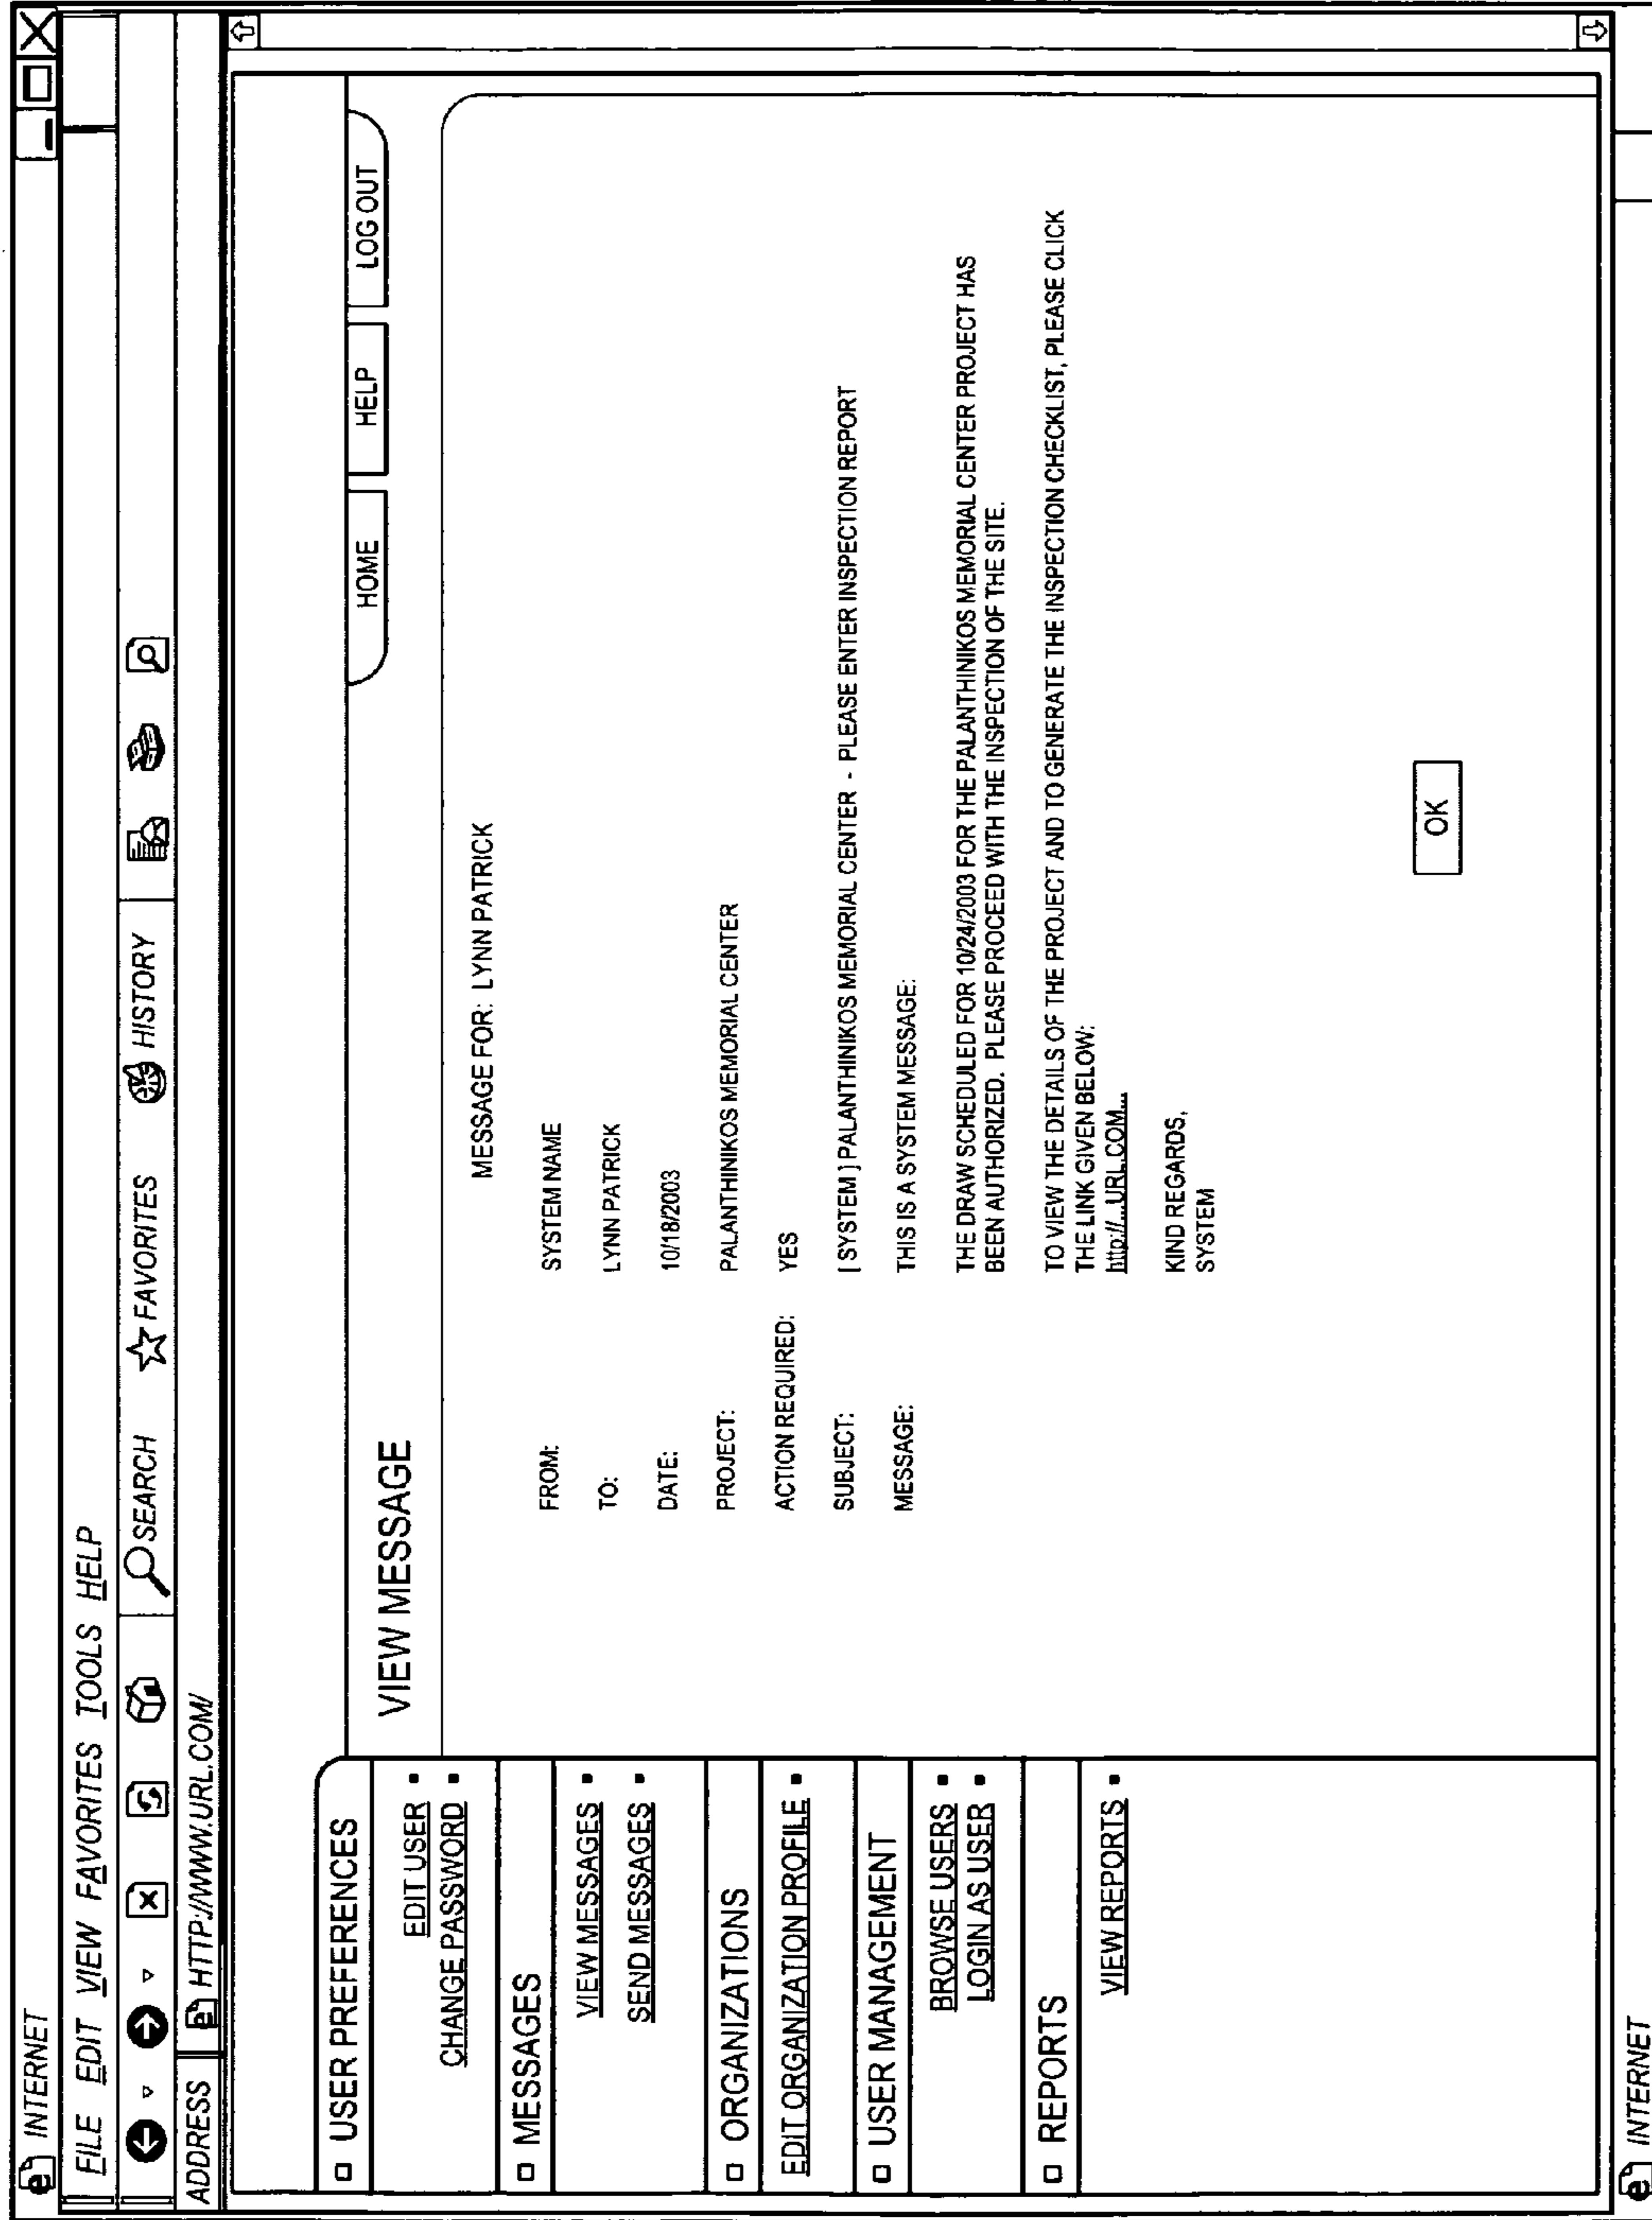 INTERNET
FILE EDIT VIEW FAVORITES TOOLS HELP
SEARCH FAVORITES HISTORY
ADDRESS HTTP://WWW.URL.COM/
HOME HELP LOG OUT
USER PREFERENCES
EDIT USER
CHANGE PASSWORD
MESSAGES
VIEW MESSAGES
SEND MESSAGES
ORGANIZATIONS
EDIT ORGANIZATION PROFILE
USER MANAGEMENT
BROWSE USERS
LOGIN AS USER
REPORTS
VIEW REPORTS
VIEW MESSAGE
MESSAGE FOR: LYNN PATRICK
FROM: SYSTEM NAME
TO: LYNN PATRICK
DATE: 10/18/2003
PROJECT: PALANTHINIKOS MEMORIAL CENTER
ACTION REQUIRED: YES
SUBJECT: [ SYSTEM ] PALANTHINIKOS MEMORIAL CENTER - PLEASE ENTER INSPECTION REPORT
MESSAGE: THIS IS A SYSTEM MESSAGE:
THE DRAW SCHEDULED FOR 10/24/2003 FOR THE PALANTHINIKOS MEMORIAL CENTER PROJECT HAS
BEEN AUTHORIZED. PLEASE PROCEED WITH THE INSPECTION OF THE SITE.
TO VIEW THE DETAILS OF THE PROJECT AND TO GENERATE THE INSPECTION CHECKLIST, PLEASE CLICK
THE LINK GIVEN BELOW:
http://...URL.COM...
KIND REGARDS,
SYSTEM
OK
INTERNET